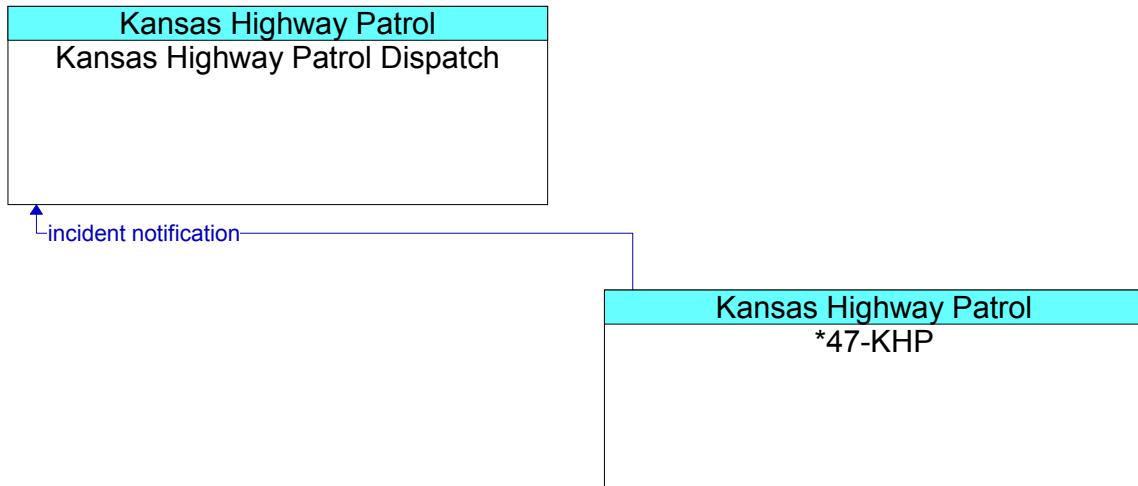 Kansas Highway Patrol
Kansas Highway Patrol Dispatch
incident notification
Kansas Highway Patrol
*47-KHP